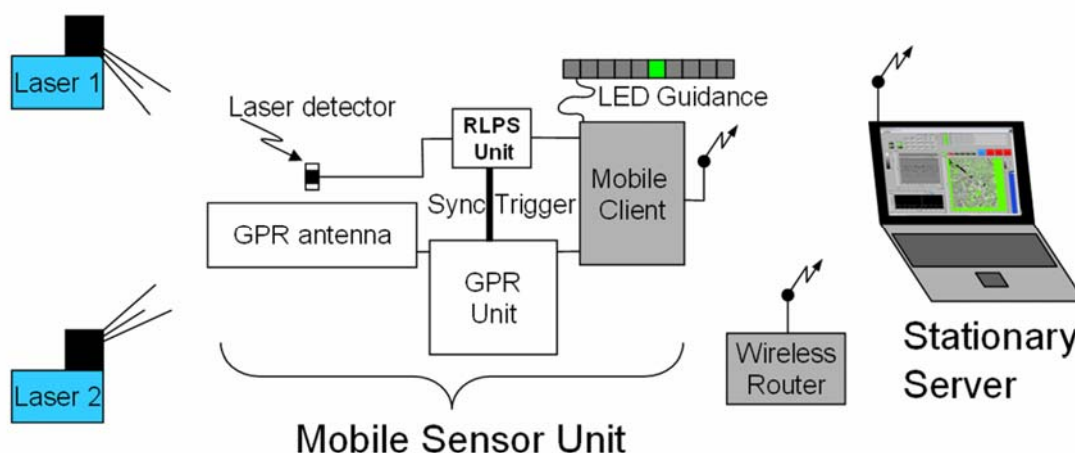 Laser 1
Laser detector
LED Guidance
RLPS
Unit
Mobile
Client
Sync Trigger
GPR antenna
GPR
Unit
Wireless
Router
Stationary
Server
Laser 2
Mobile Sensor Unit